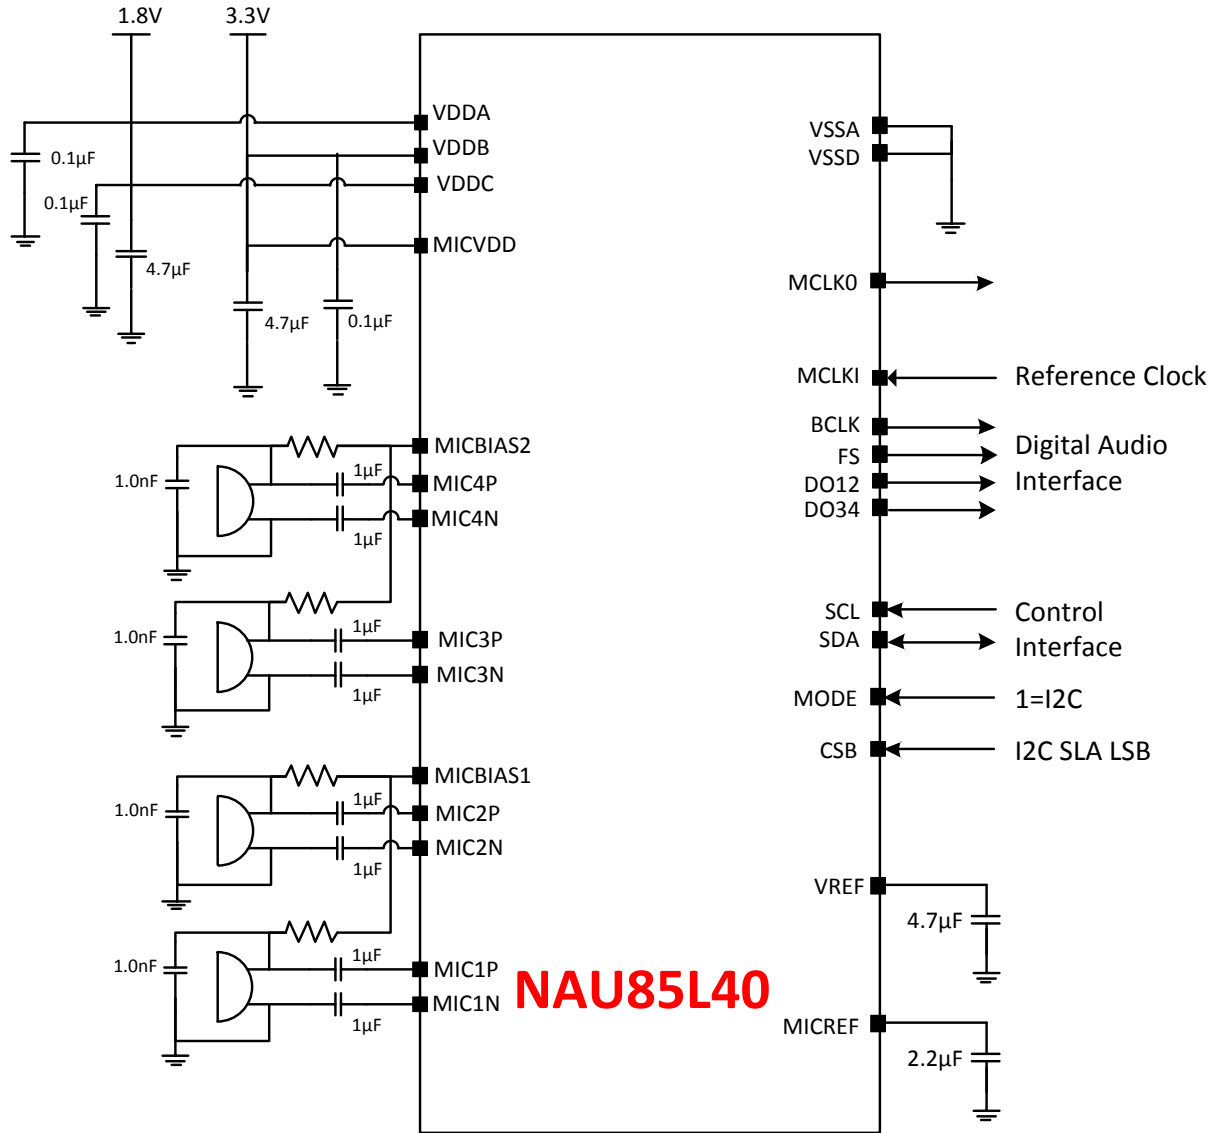 1.8V
3.3V
VDDA
VDDB
VDDC
MICVDD
0.1µF
0.1µF
4.7µF
4.7µF
0.1µF
MICBIAS2
1µF
MIC4P
1.0nF
MIC4N
1µF
1µF
MIC3P
1.0nF
MIC3N
1µF
MICBIAS1
1µF
MIC2P
1.0nF
MIC2N
1µF
1µF
MIC1P
1.0nF
MIC1N
1µF
NAU85L40
VSSA
VSSD
MCLK0
MCLKI
Reference Clock
BCLK
FS
DO12
DO34
Digital Audio
Interface
SCL
SDA
Control
Interface
MODE
1=I2C
CSB
I2C SLA LSB
VREF
4.7µF
MICREF
2.2µF